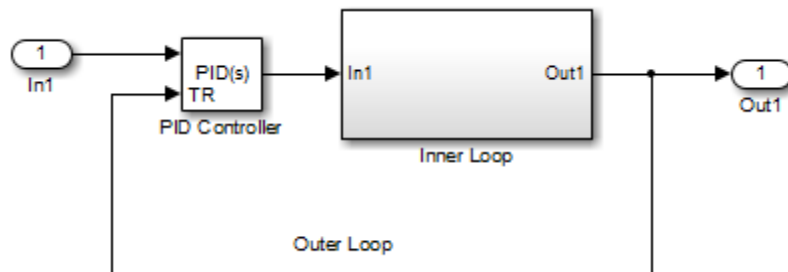 1
In1
PID(s)
TR
PID Controller
In1
Out1
Inner Loop
1
Out1
Outer Loop